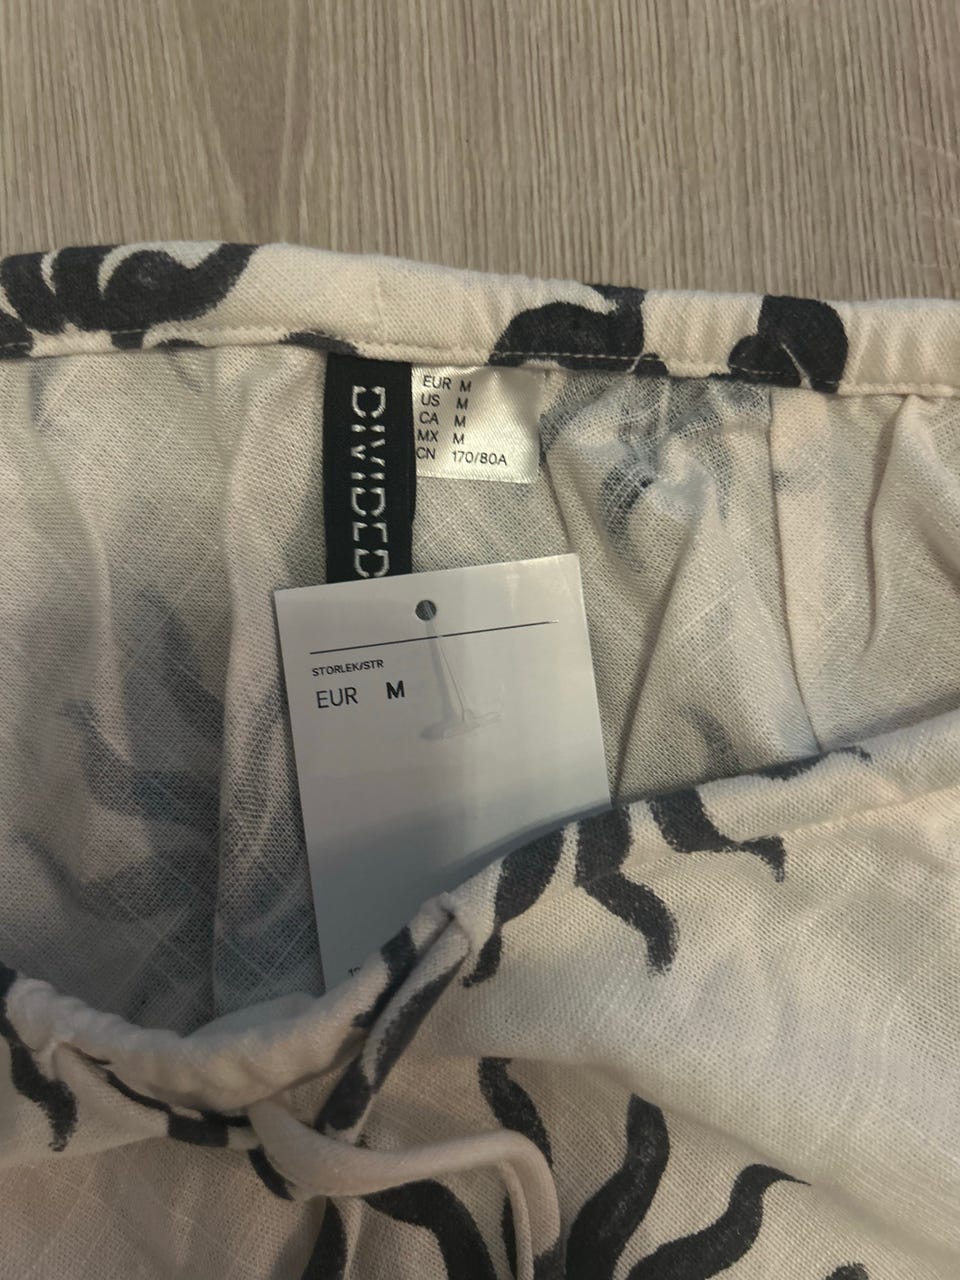 DIVIDED
EUR M
US M
CA M
MX M
CN 170/80A
STORLEK/STR
EUR M